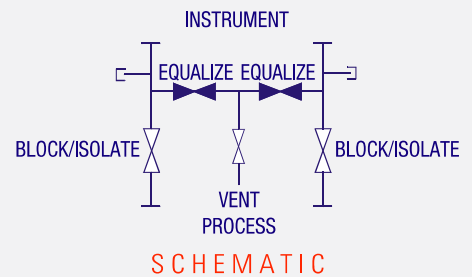 INSTRUMENT
EQUALIZE EQUALIZE
BLOCK/ISOLATE BLOCK/ISOLATE
VENT
PROCESS
SCHEMATIC